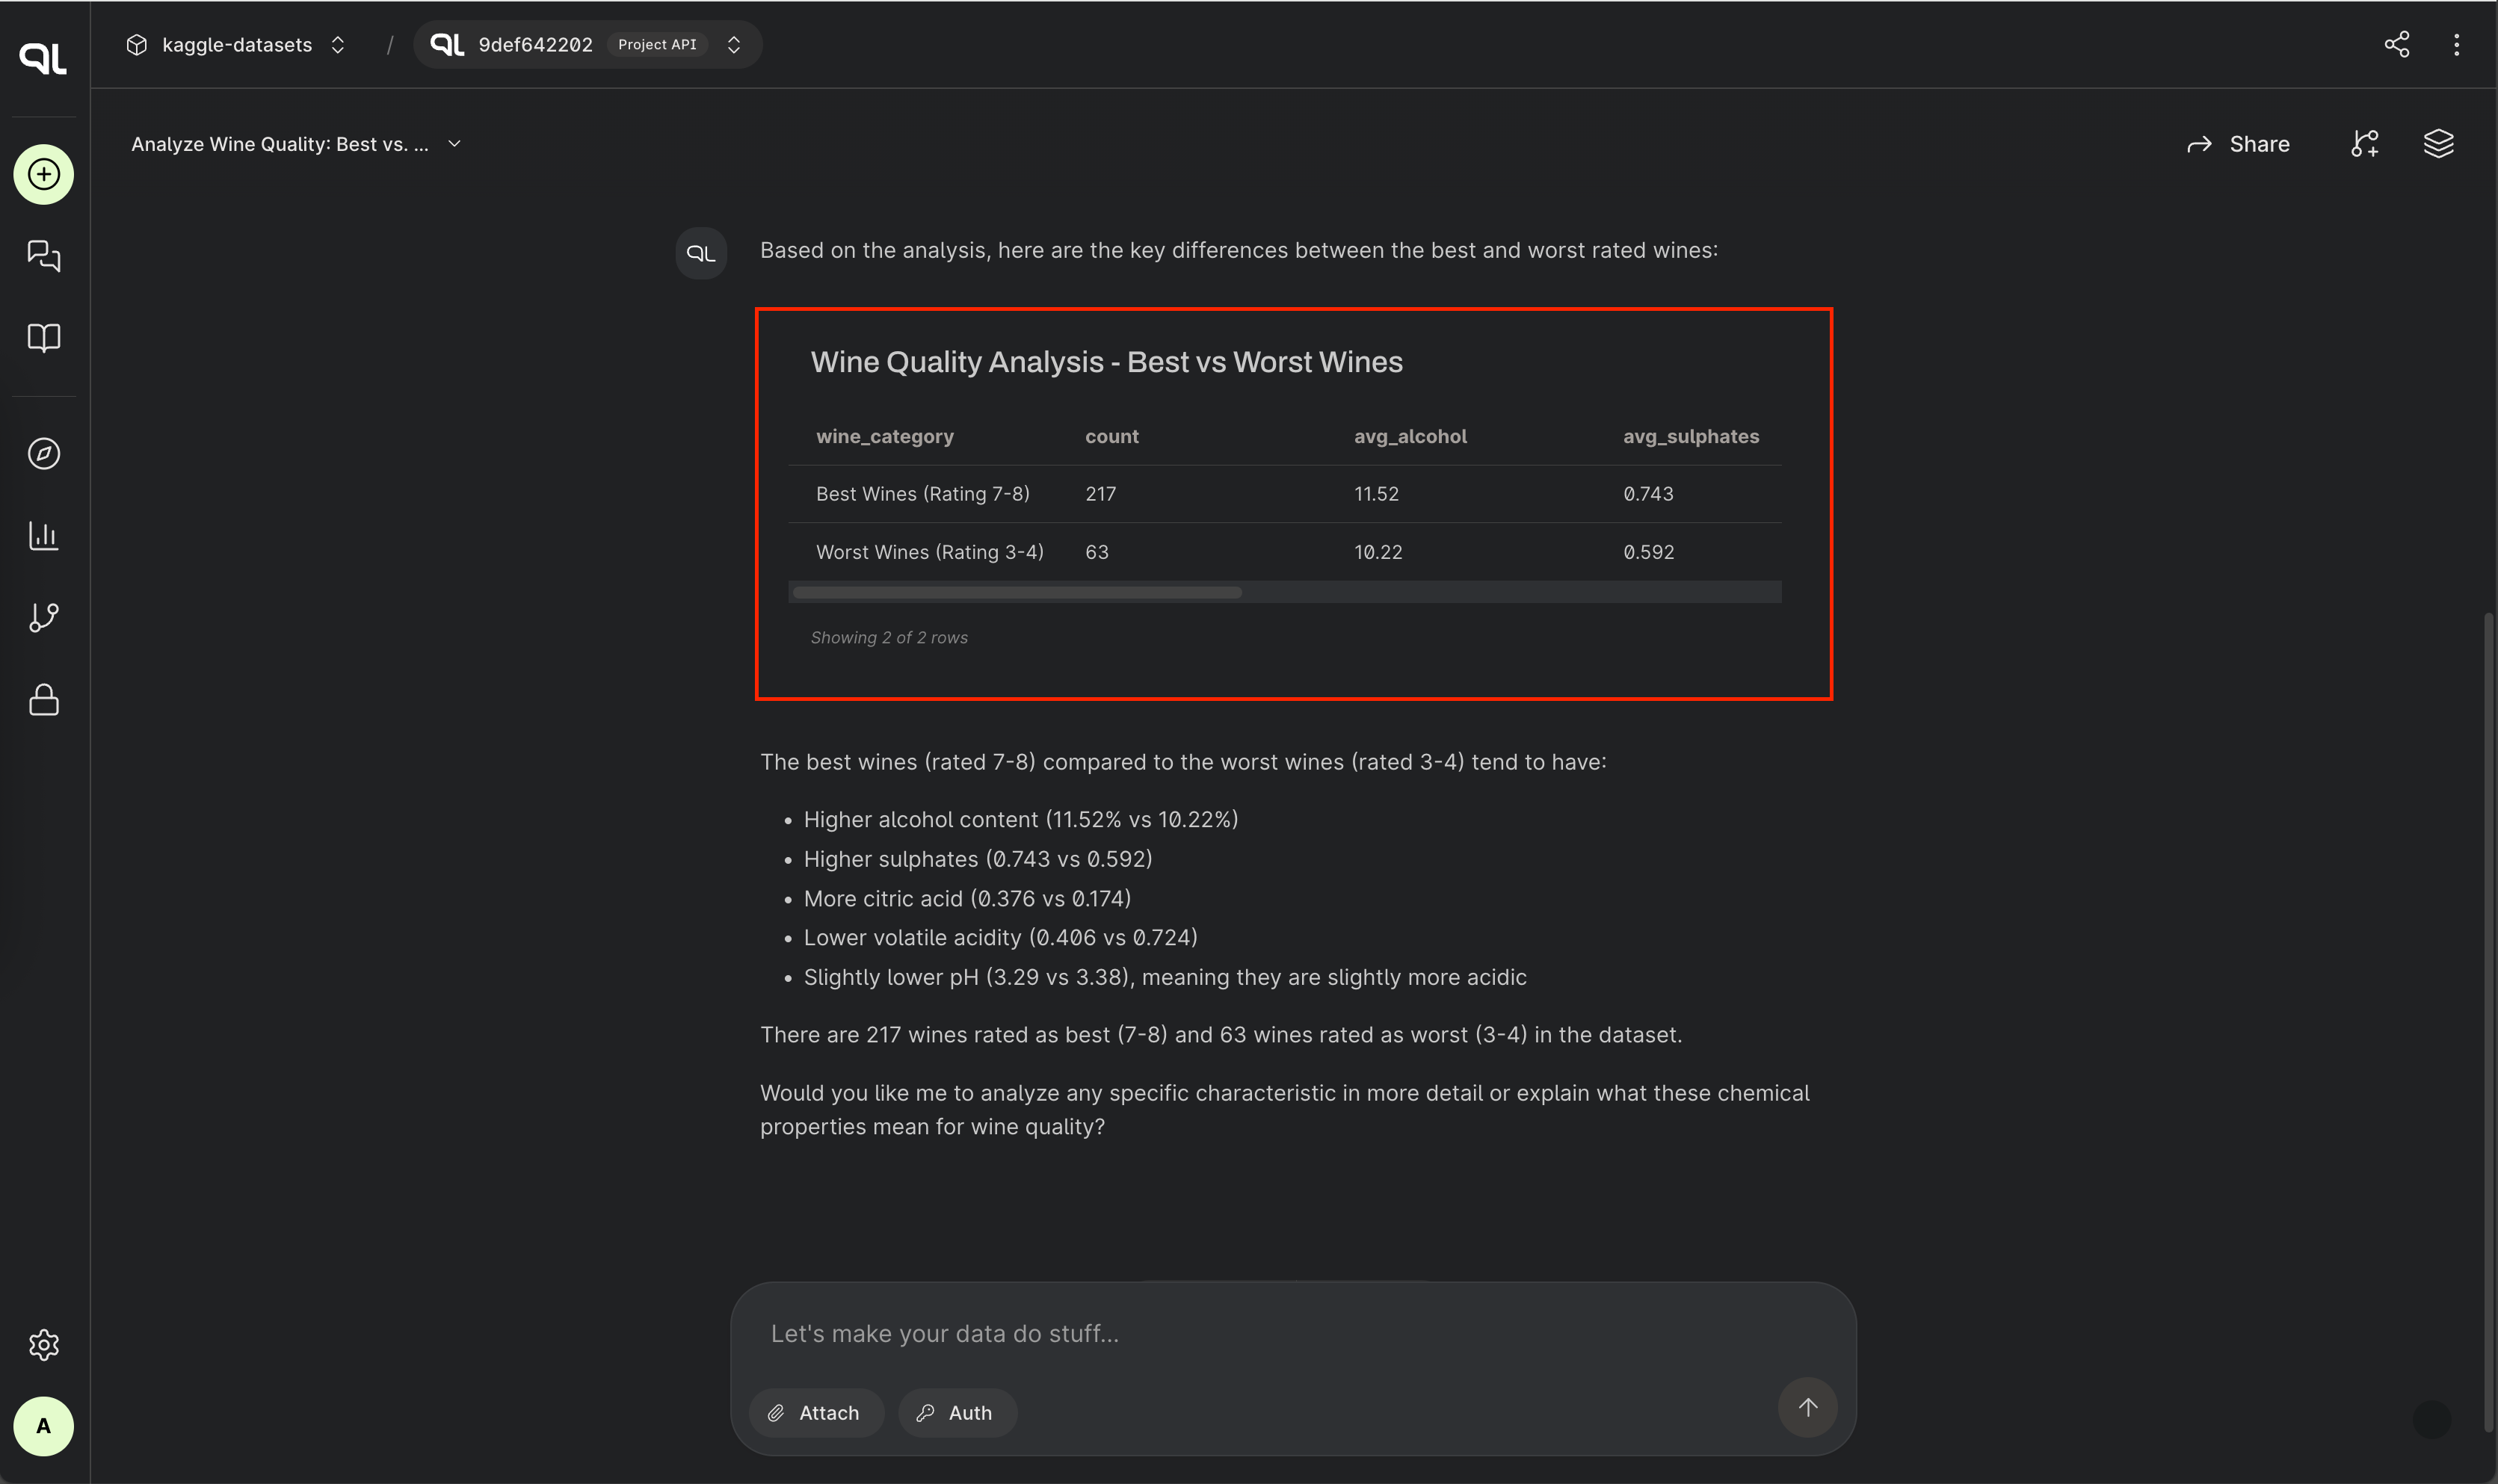 QL
kaggle-datasets / QL 9def642202 Project API
Analyze Wine Quality: Best vs. ...
Share
QL
Based on the analysis, here are the key differences between the best and worst rated wines:
Wine Quality Analysis - Best vs Worst Wines
wine_category count avg_alcohol avg_sulphates
Best Wines (Rating 7-8) 217 11.52 0.743
Worst Wines (Rating 3-4) 63 10.22 0.592
Showing 2 of 2 rows
The best wines (rated 7-8) compared to the worst wines (rated 3-4) tend to have:
• Higher alcohol content (11.52% vs 10.22%)
• Higher sulphates (0.743 vs 0.592)
• More citric acid (0.376 vs 0.174)
• Lower volatile acidity (0.406 vs 0.724)
• Slightly lower pH (3.29 vs 3.38), meaning they are slightly more acidic
There are 217 wines rated as best (7-8) and 63 wines rated as worst (3-4) in the dataset.
Would you like me to analyze any specific characteristic in more detail or explain what these chemical
properties mean for wine quality?
Let's make your data do stuff...
Attach Auth
A